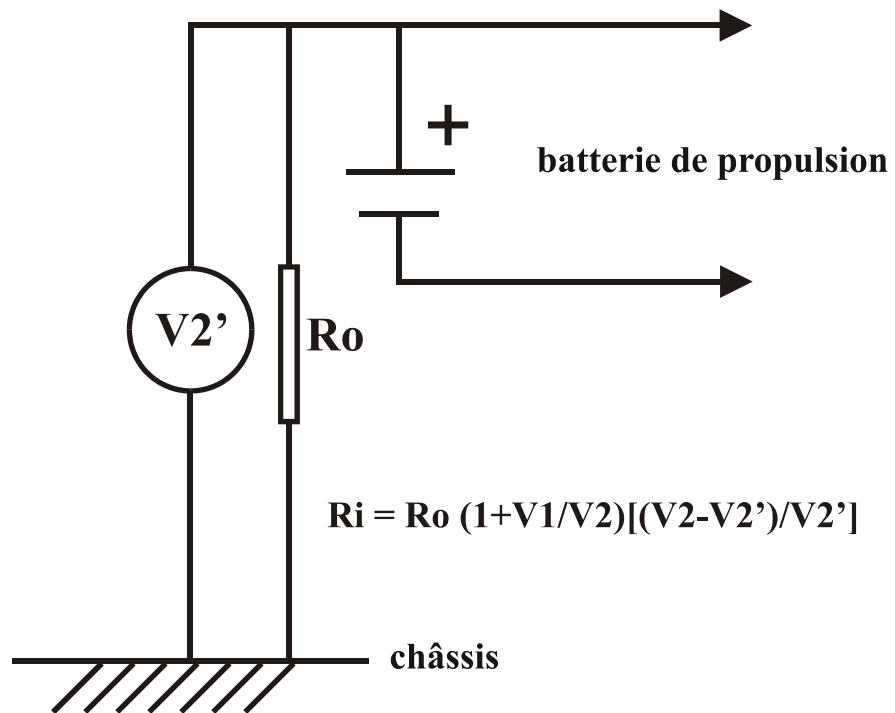 +
batterie de propulsion
V2’
Ro
Ri = Ro (1+V1/V2)[(V2-V2’)/V2’]
châssis